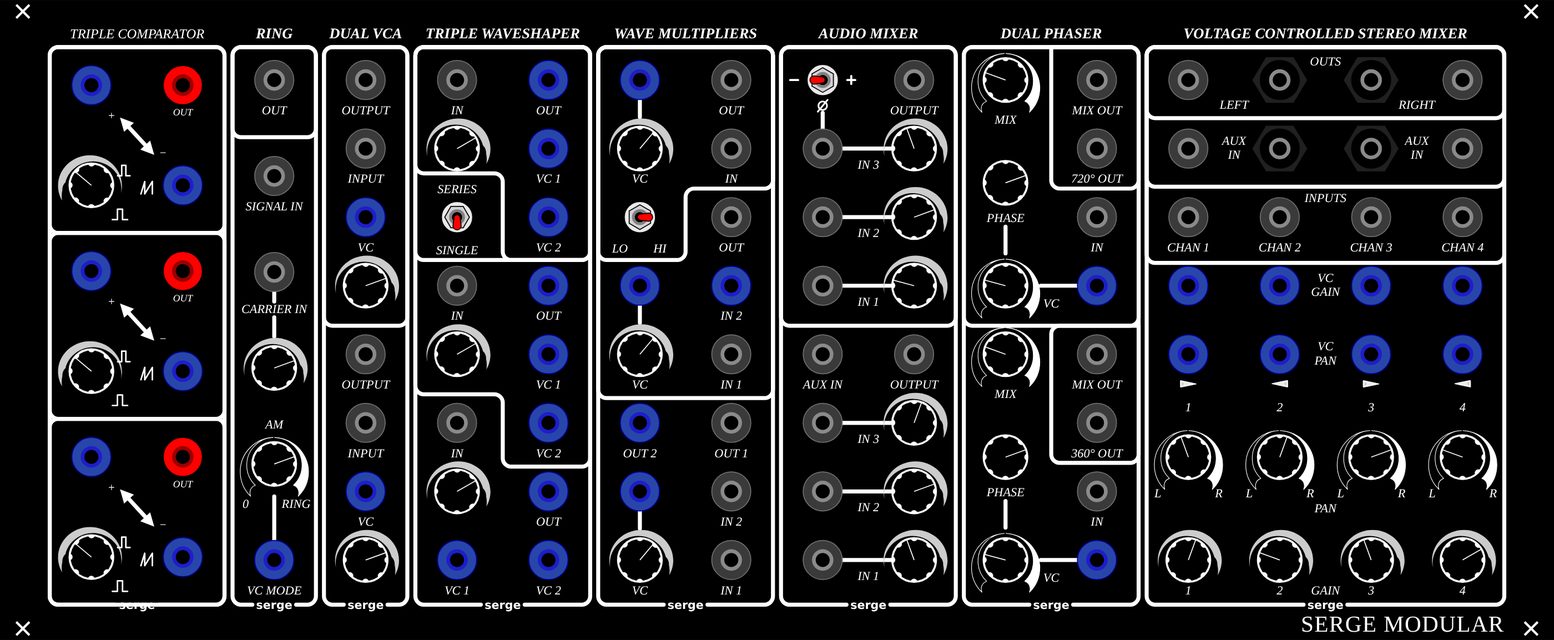 TRIPLE COMPARATOR
OUT
+
−
OUT
+
−
OUT
+
−
serge
RING
OUT
SIGNAL IN
CARRIER IN
AM
0 RING
VC MODE
serge
DUAL VCA
OUTPUT
INPUT
VC
OUTPUT
INPUT
VC
serge
TRIPLE WAVESHAPER
IN OUT
VC 1
SERIES
SINGLE VC 2
IN OUT
VC 1
IN VC 2
OUT
VC 1 VC 2
serge
WAVE MULTIPLIERS
OUT
VC IN
LO HI OUT
IN 2
VC IN 1
OUT 2 OUT 1
IN 2
VC IN 1
serge
AUDIO MIXER
− +
Ø OUTPUT
IN 3
IN 2
IN 1
AUX IN OUTPUT
IN 3
IN 2
IN 1
serge
DUAL PHASER
MIX MIX OUT
720° OUT
PHASE
IN
VC
MIX MIX OUT
360° OUT
PHASE
IN
VC
serge
VOLTAGE CONTROLLED STEREO MIXER
OUTS
LEFT RIGHT
AUX IN AUX IN
INPUTS
CHAN 1 CHAN 2 CHAN 3 CHAN 4
VC
GAIN
VC
PAN
1 2 3 4
L R L R L R L R
PAN
1 2 GAIN 3 4
serge
SERGE MODULAR